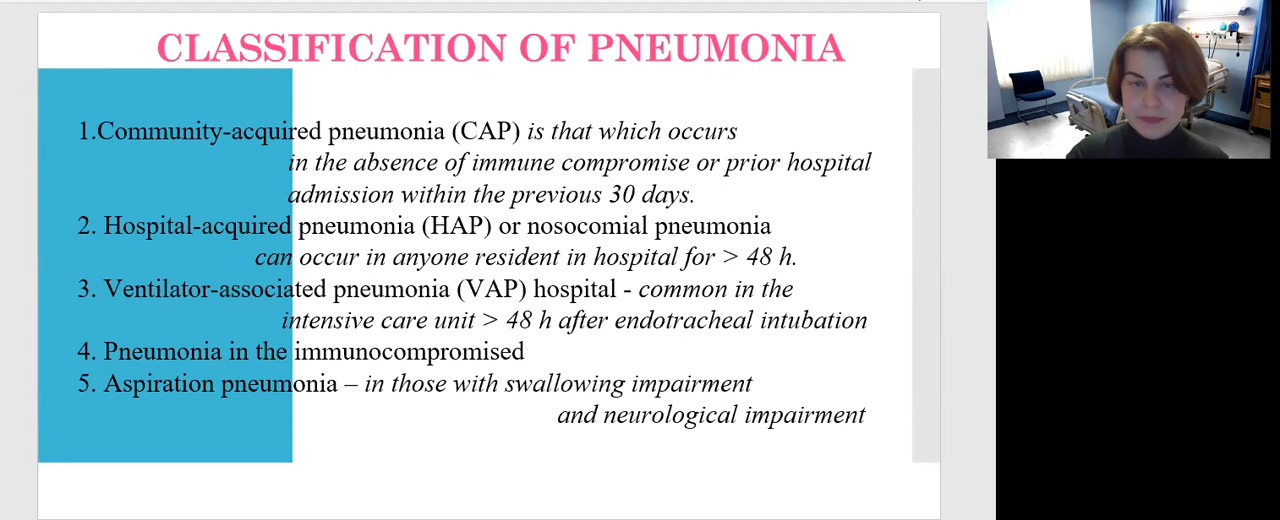 CLASSIFICATION OF PNEUMONIA
1.Community-acquired pneumonia (CAP) is that which occurs
in the absence of immune compromise or prior hospital
admission within the previous 30 days.
2. Hospital-acquired pneumonia (HAP) or nosocomial pneumonia
can occur in anyone resident in hospital for > 48 h.
3. Ventilator-associated pneumonia (VAP) hospital - common in the
intensive care unit > 48 h after endotracheal intubation
4. Pneumonia in the immunocompromised
5. Aspiration pneumonia – in those with swallowing impairment
and neurological impairment